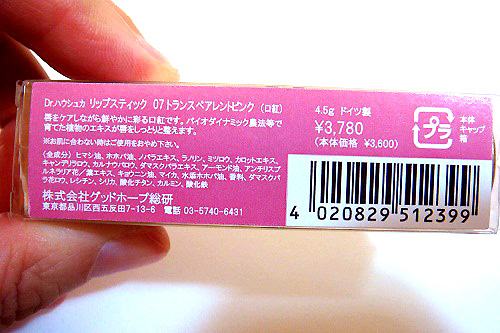 Dr.ハウシュカ リップスティック 07トランスペアレントピンク (口紅)
唇をケアしながら鮮やかに彩る口紅です。バイオダイナミック農法等で
育てた植物のエキスが唇をしっとりと整えます。
※お肌に合わない時はご使用をおやめ下さい。
(全成分) ヒマシ油、ホホバ油、バラエキス、ラノリン、ミツロウ、カロットエキス、
キャンデリラロウ、カルナウバロウ、ダマスクバラエキス、アーモンド油、アンチリスブ
ルネラリア花/葉エキス、キョウニン油、マイカ、水添ホホバ油、香料、ダマスクバ
ラ花ロウ、レシチン、シリカ、酸化チタン、カルミン、酸化鉄
株式会社グッドホープ総研
東京都品川区西五反田7-13-6 TEL 03-5740-6431
4.5g ドイツ製
¥3,780
(本体価格 ¥3,600)
プラ
本体
キャップ
箱
4 020829 512399